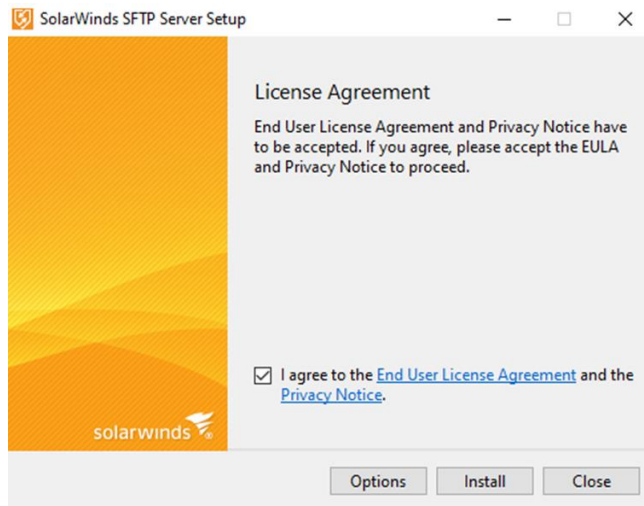 SolarWinds SFTP Server Setup
License Agreement
End User License Agreement and Privacy Notice have
to be accepted. If you agree, please accept the EULA
and Privacy Notice to proceed.
I agree to the End User License Agreement and the
Privacy Notice.
solarwinds®
Options Install Close